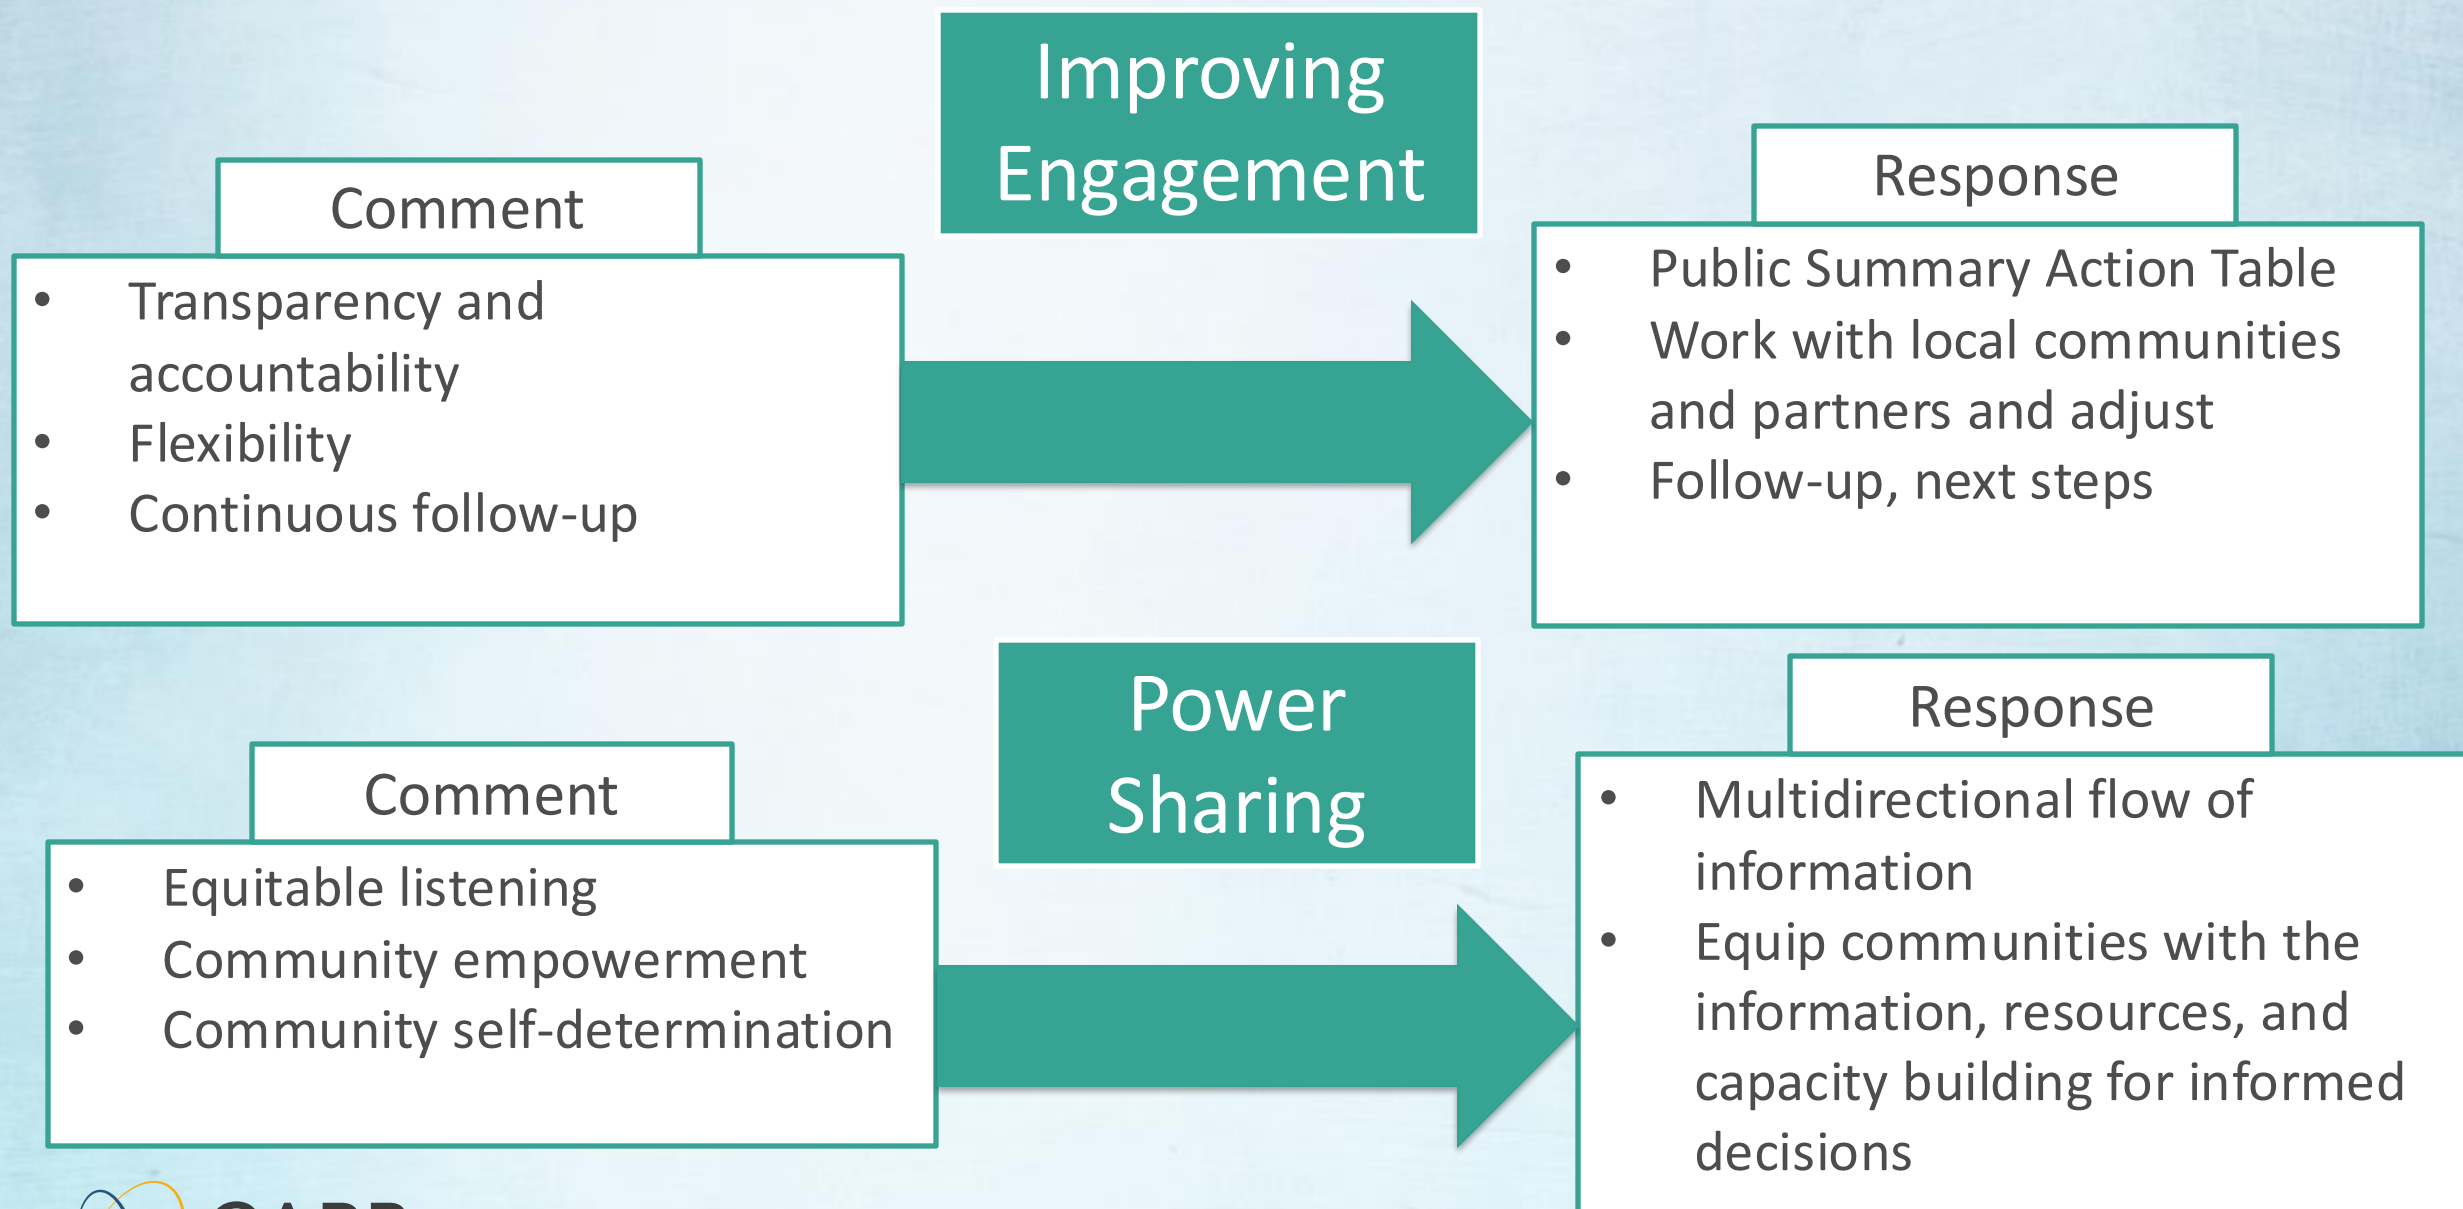 Improving
Engagement
Comment
• Transparency and
accountability
• Flexibility
• Continuous follow-up
Response
• Public Summary Action Table
• Work with local communities
and partners and adjust
• Follow-up, next steps
Power
Sharing
Comment
• Equitable listening
• Community empowerment
• Community self-determination
Response
• Multidirectional flow of
information
• Equip communities with the
information, resources, and
capacity building for informed
decisions